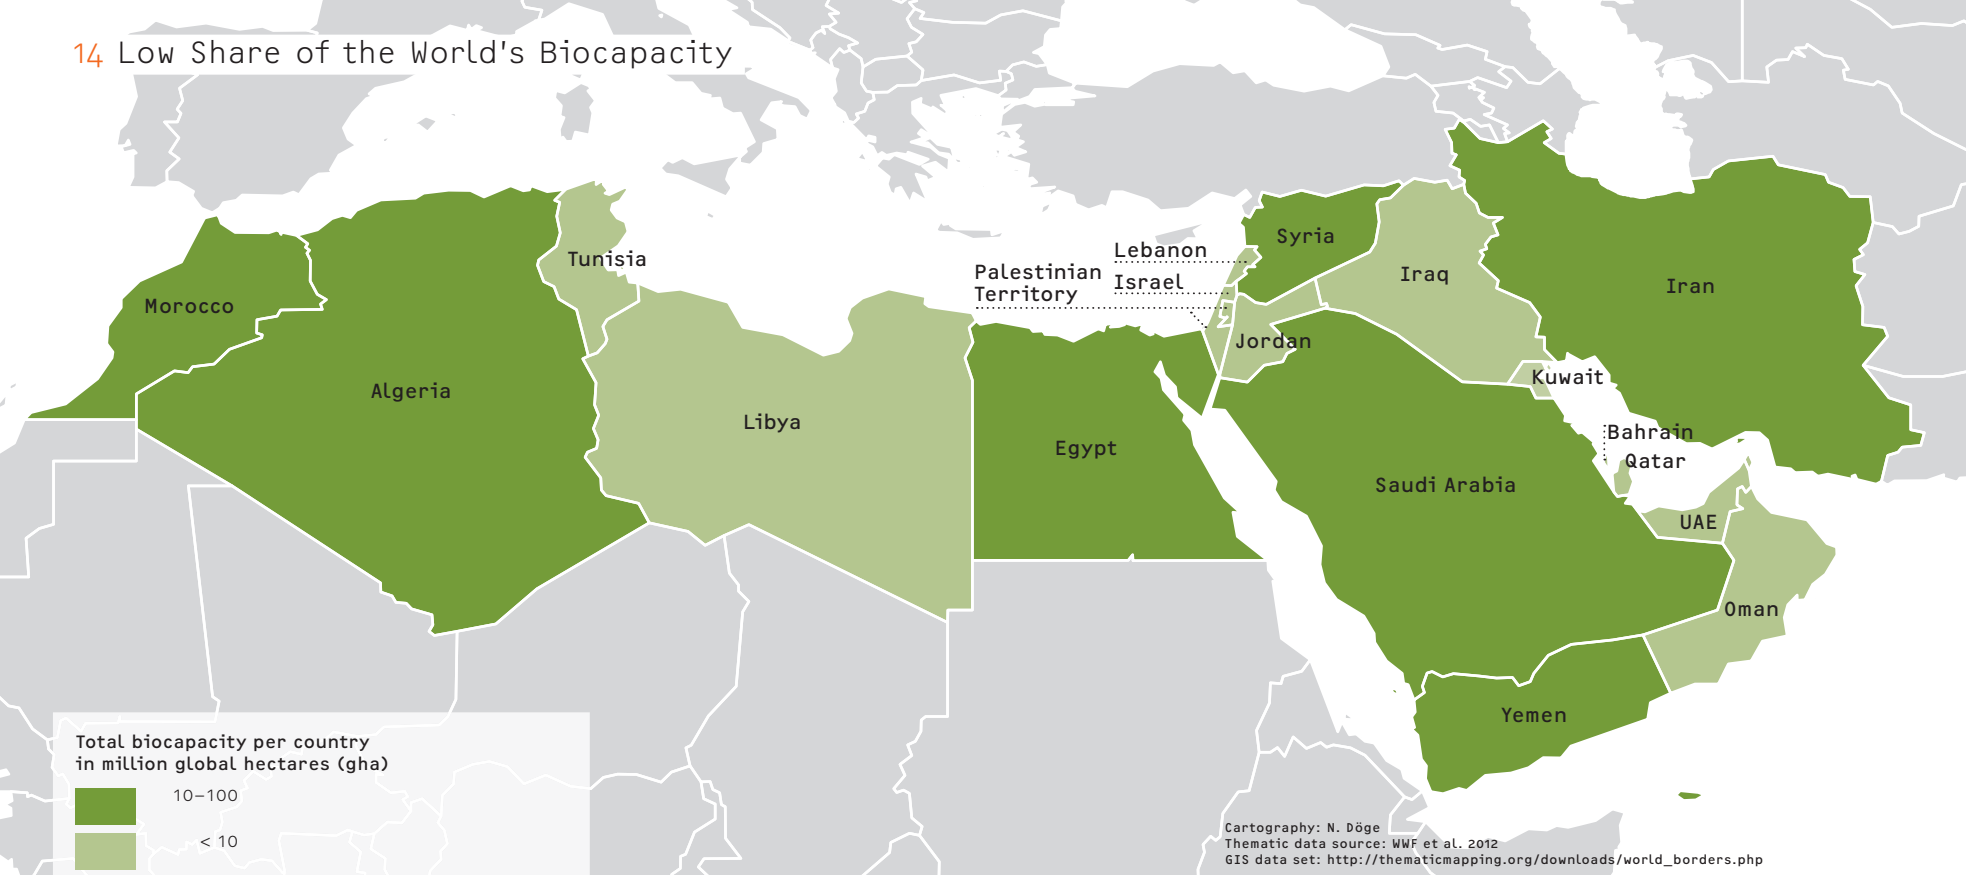 14 Low Share of the World's Biocapacity
Morocco
Algeria
Tunisia
Libya
Egypt
Lebanon
Israel
Palestinian
Territory
Syria
Jordan
Iraq
Iran
Kuwait
Bahrain
Qatar
Saudi Arabia
UAE
Oman
Yemen
Total biocapacity per country
in million global hectares (gha)
10–100
< 10
Cartography: N. Döge
Thematic data source: WWF et al. 2012
GIS data set: http://thematicmapping.org/downloads/world_borders.php